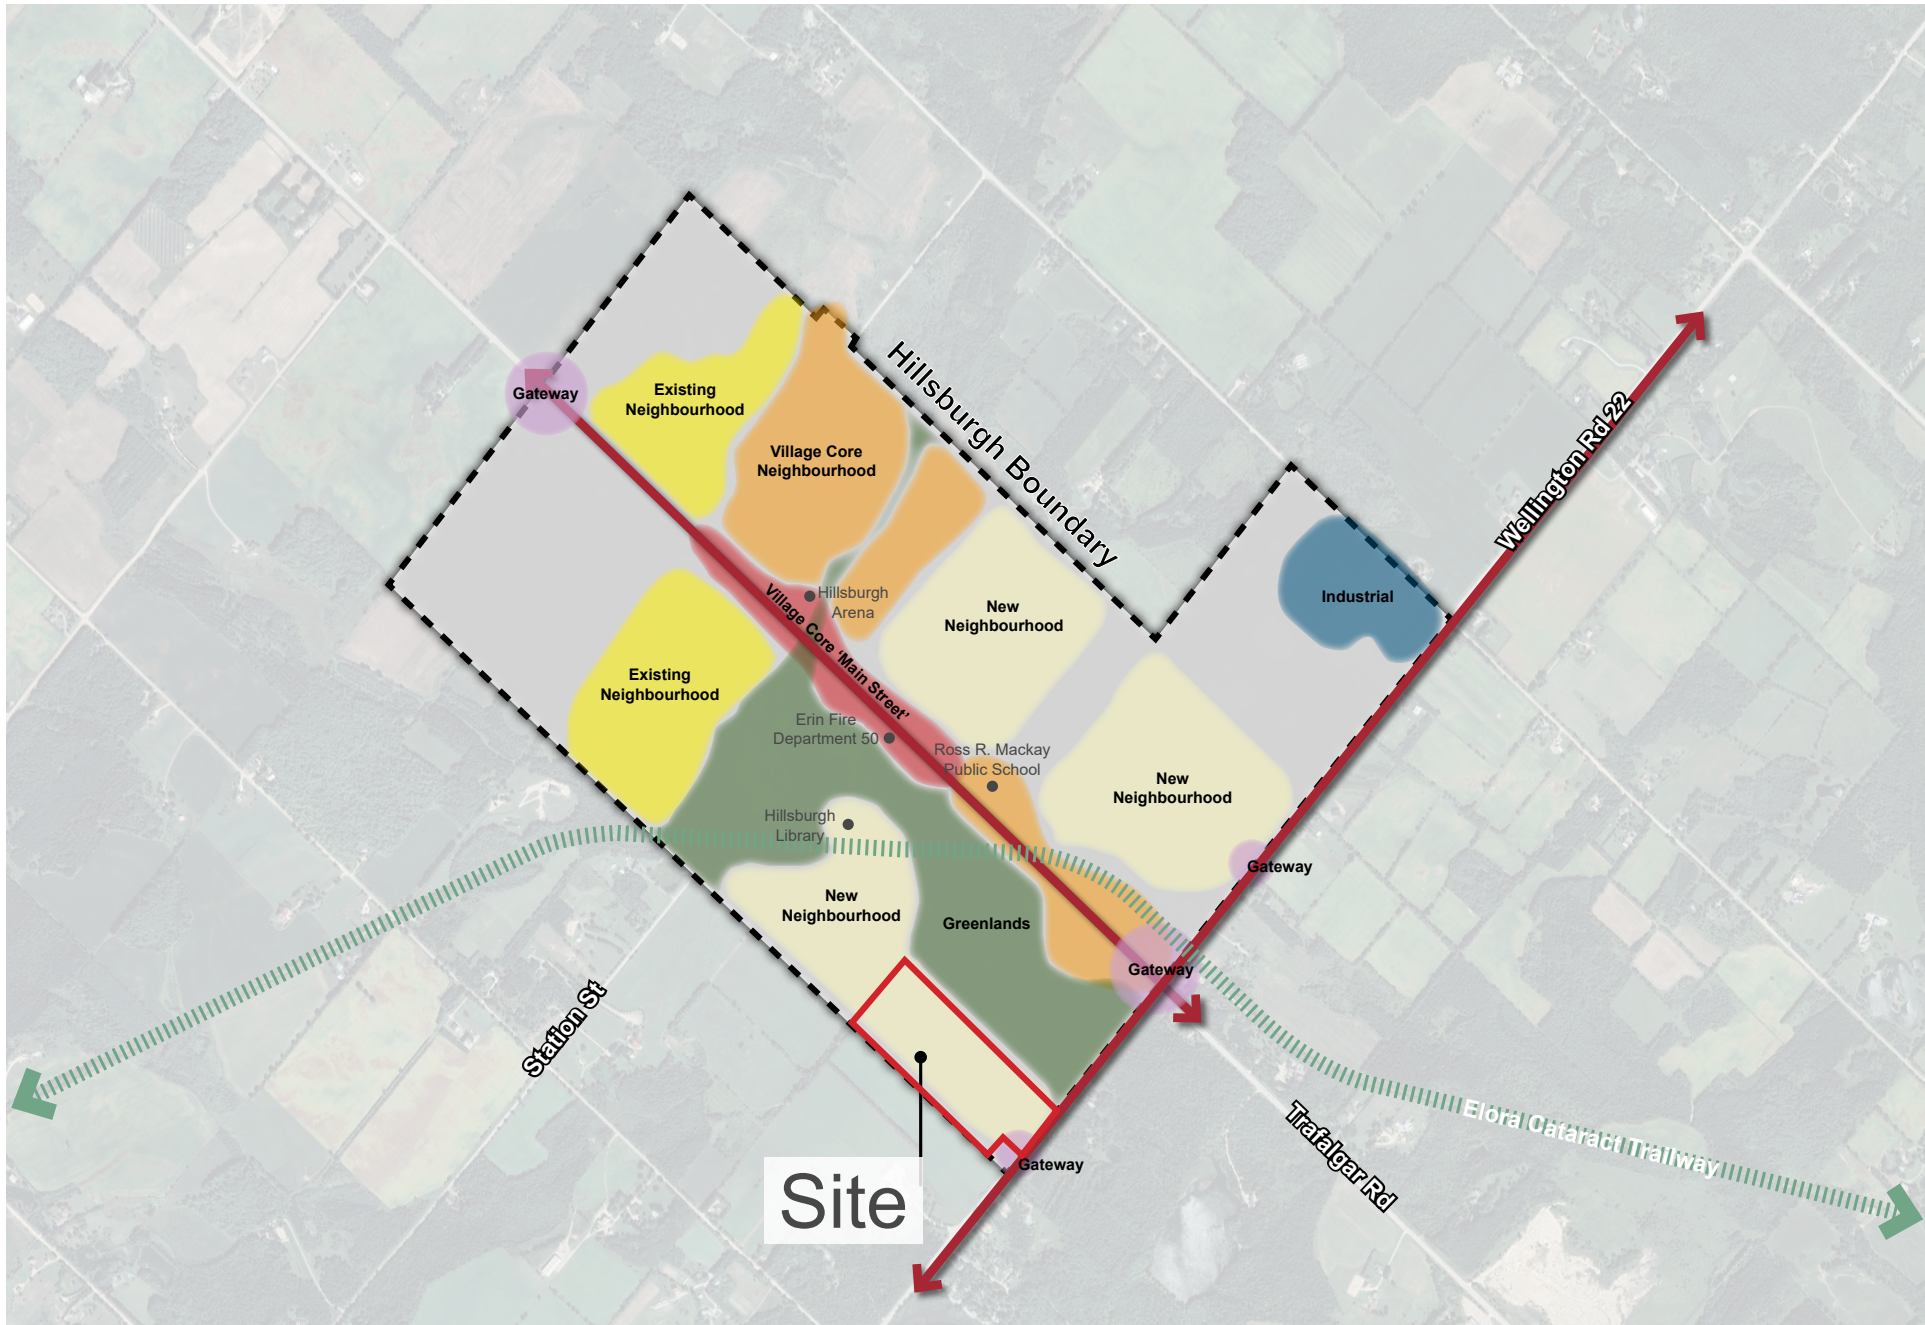 Hillsburgh Boundary
Wellington Rd 22
Gateway
Existing
Neighbourhood
Village Core
Neighbourhood
Industrial
Hillsburgh
Arena
New
Neighbourhood
Village Core ‘Main Street’
Existing
Neighbourhood
Erin Fire
Department 50
Ross R. Mackay
Public School
New
Neighbourhood
Hillsburgh
Library
Gateway
New
Neighbourhood
Greenlands
Gateway
Station St
Elora Cataract Trailway
Trafalgar Rd
Gateway
Site